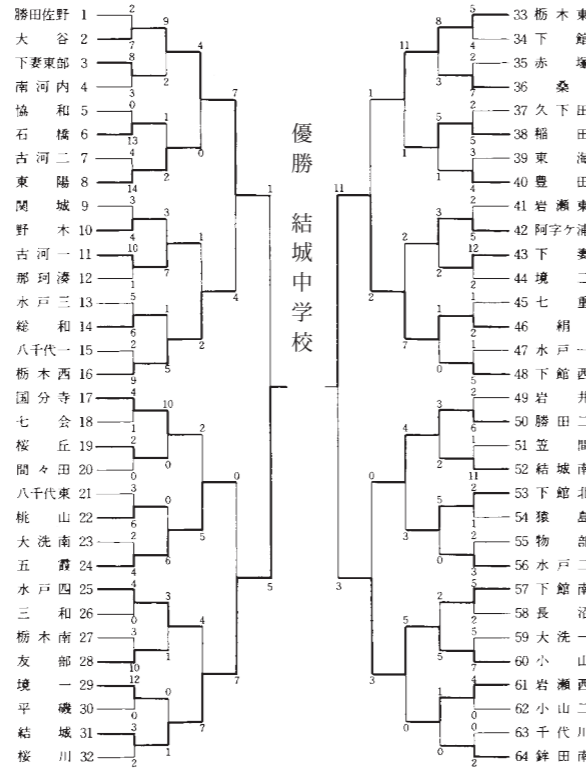 優勝 結城中学校
勝田佐野 1
大谷 2
下妻東部 3
南河内 4
協和 5
石橋 6
古河二 7
東陽 8
関城 9
野木 10
古河一 11
那珂湊 12
水戸三 13
総和 14
八千代一 15
栃木西 16
国分寺 17
七会 18
桜丘 19
間々田 20
八千代東 21
桃山 22
大洗南 23
五霞 24
水戸四 25
三和 26
栃木南 27
友部 28
境一 29
平磯 30
結城 31
桜川 32
33 栃木東
34 下館
35 赤塚
36 桑
37 久下田
38 稲田
39 東海
40 豊田
41 岩瀬東
42 阿字ケ浦
43 下妻
44 境二
45 七重
46 絹
47 水戸一
48 下館西
49 岩井
50 勝田二
51 笠間
52 結城南
53 下館北
54 猿島
55 物部
56 水戸二
57 下館南
58 長沼
59 大洗一
60 小山
61 岩瀬西
62 小山二
63 千代川
64 鉾田南